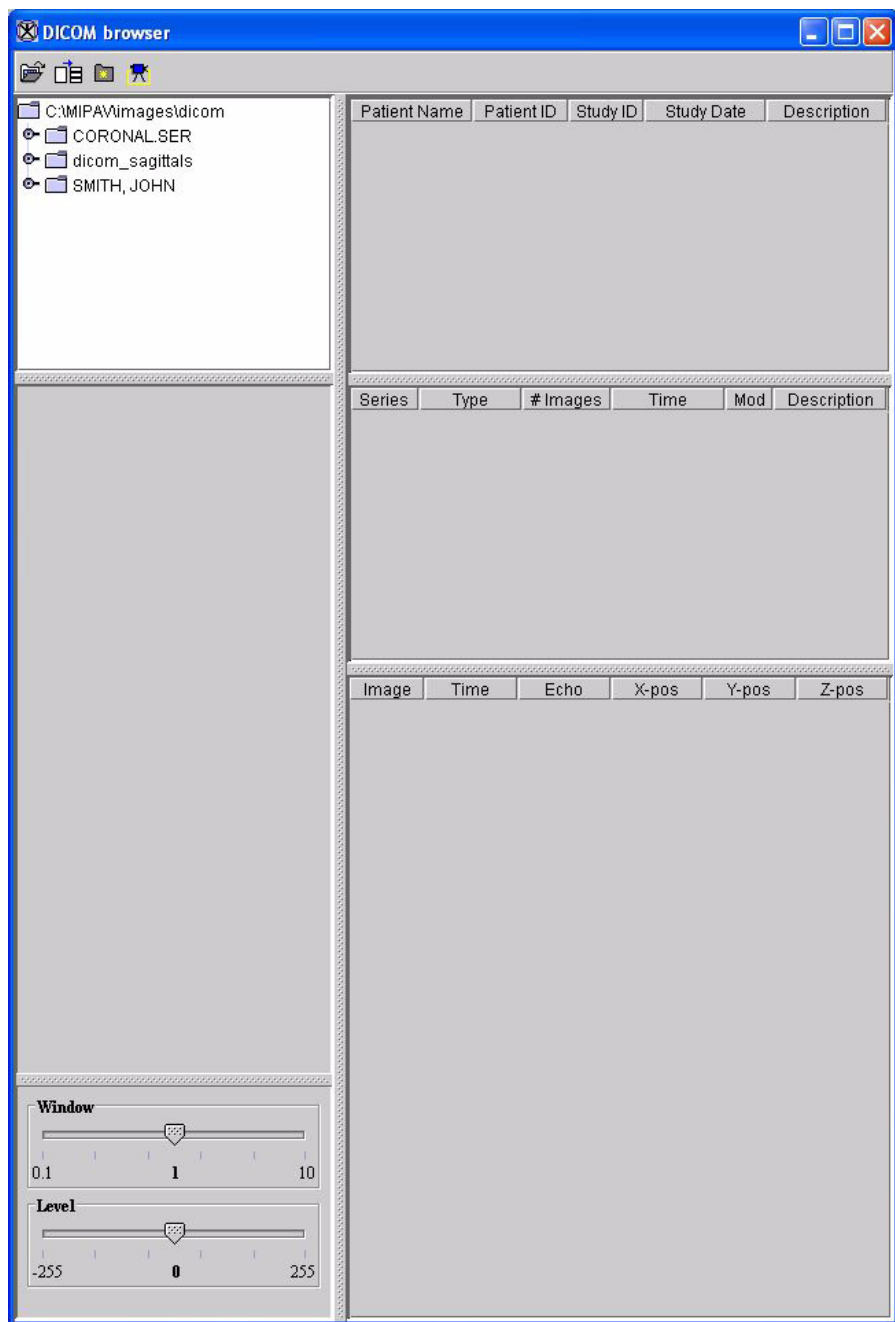 DICOM browser
C:\MIPAV\images\dicom
CORONAL.SER
dicom_sagittals
SMITH, JOHN
Patient Name Patient ID Study ID Study Date Description
Series Type # Images Time Mod Description
Image Time Echo X-pos Y-pos Z-pos
Window
0.1 1 10
Level
-255 0 255